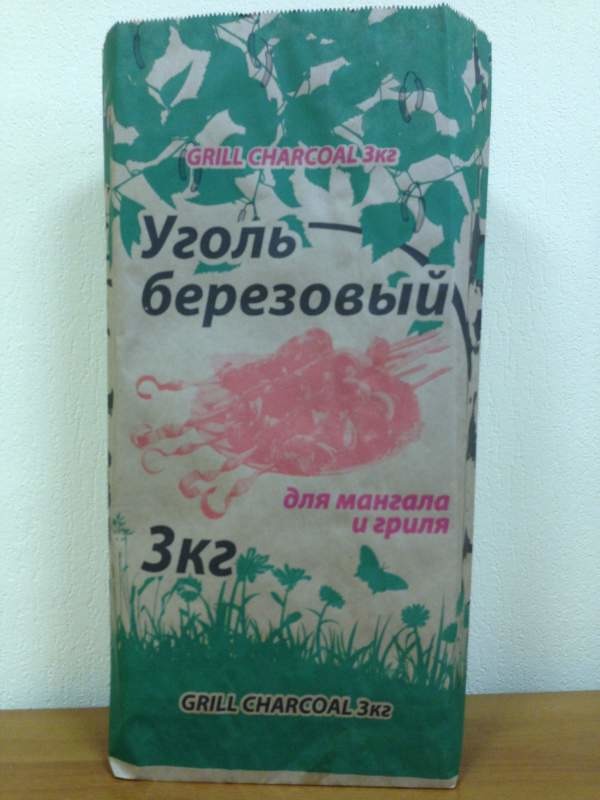 GRILL CHARCOAL 3кг
Уголь
березовый
для мангала
и гриля
3кг
GRILL CHARCOAL 3кг